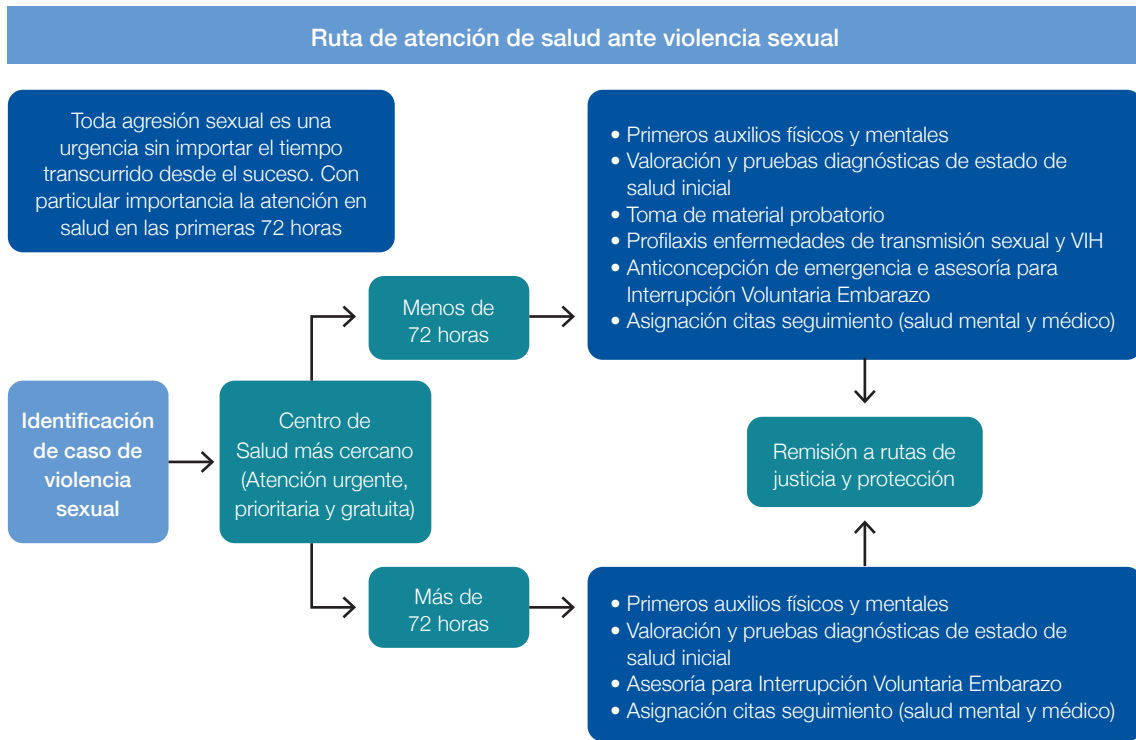 Ruta de atención de salud ante violencia sexual
Toda agresión sexual es una
urgencia sin importar el tiempo
transcurrido desde el suceso. Con
particular importancia la atención en
salud en las primeras 72 horas
• Primeros auxilios físicos y mentales
• Valoración y pruebas diagnósticas de estado de
salud inicial
• Toma de material probatorio
• Profilaxis enfermedades de transmisión sexual y VIH
• Anticoncepción de emergencia e asesoría para
Interrupción Voluntaria Embarazo
• Asignación citas seguimiento (salud mental y médico)
Menos de
72 horas
Identificación
de caso de
violencia
sexual
Centro de
Salud más cercano
(Atención urgente,
prioritaria y gratuita)
Remisión a rutas de
justicia y protección
Más de
72 horas
• Primeros auxilios físicos y mentales
• Valoración y pruebas diagnósticas de estado de
salud inicial
• Asesoría para Interrupción Voluntaria Embarazo
• Asignación citas seguimiento (salud mental y médico)